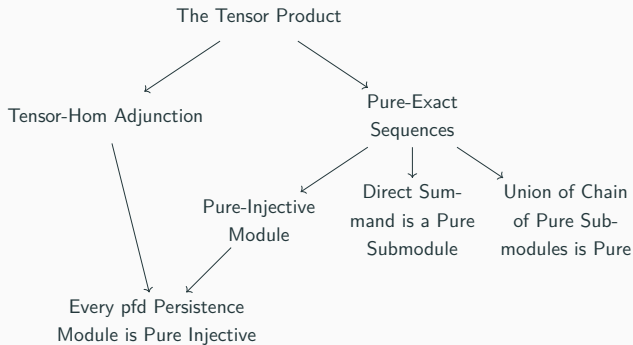 The Tensor Product
Tensor-Hom Adjunction
Pure-Exact
Sequences
Pure-Injective
Module
Direct Sum-
mand is a Pure
Submodule
Union of Chain
of Pure Sub-
modules is Pure
Every pfd Persistence
Module is Pure Injective